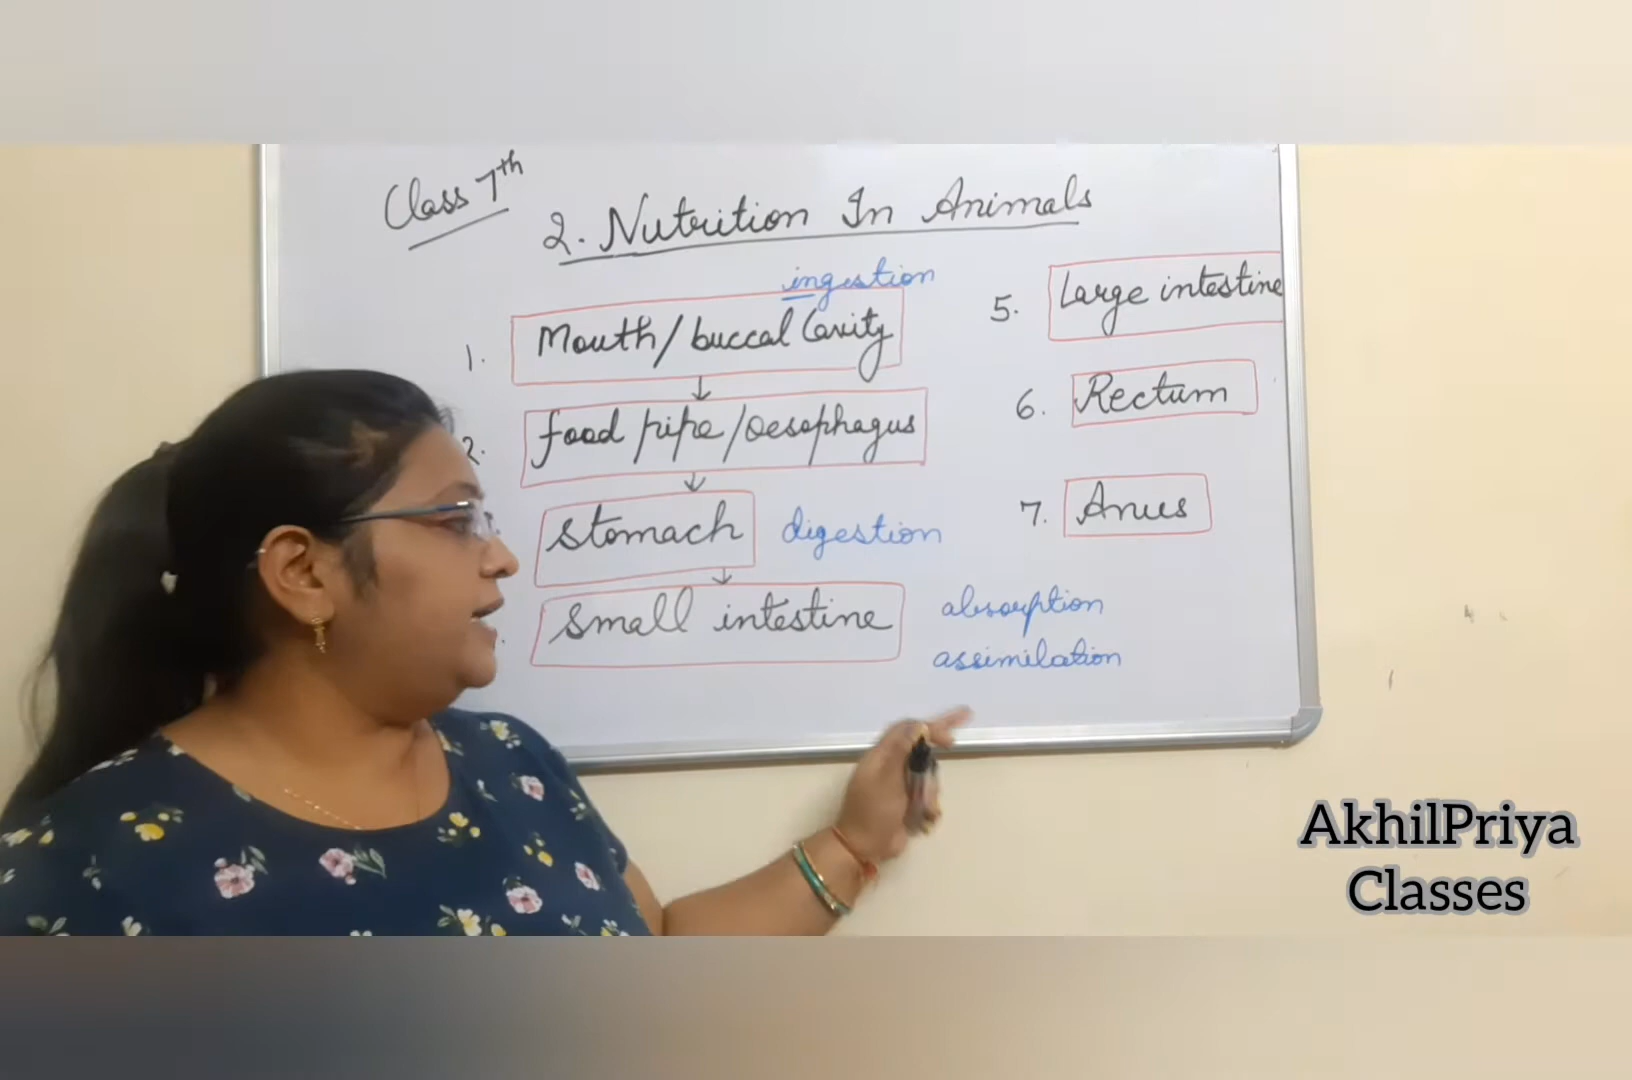 Class 7th
2. Nutrition In Animals
ingestion
1. Mouth/buccal Cavity
2. food pipe/oesophagus
stomach digestion
small intestine absorption
assimilation
5. Large intestine
6. Rectum
7. Anus
AkhilPriya
Classes